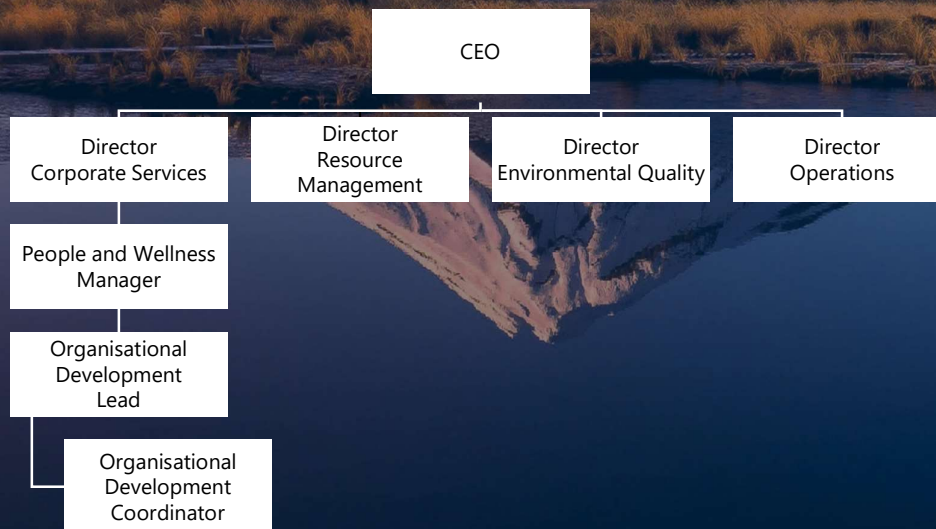 CEO
Director
Corporate Services
Director
Resource
Management
Director
Environmental Quality
Director
Operations
People and Wellness
Manager
Organisational
Development
Lead
Organisational
Development
Coordinator